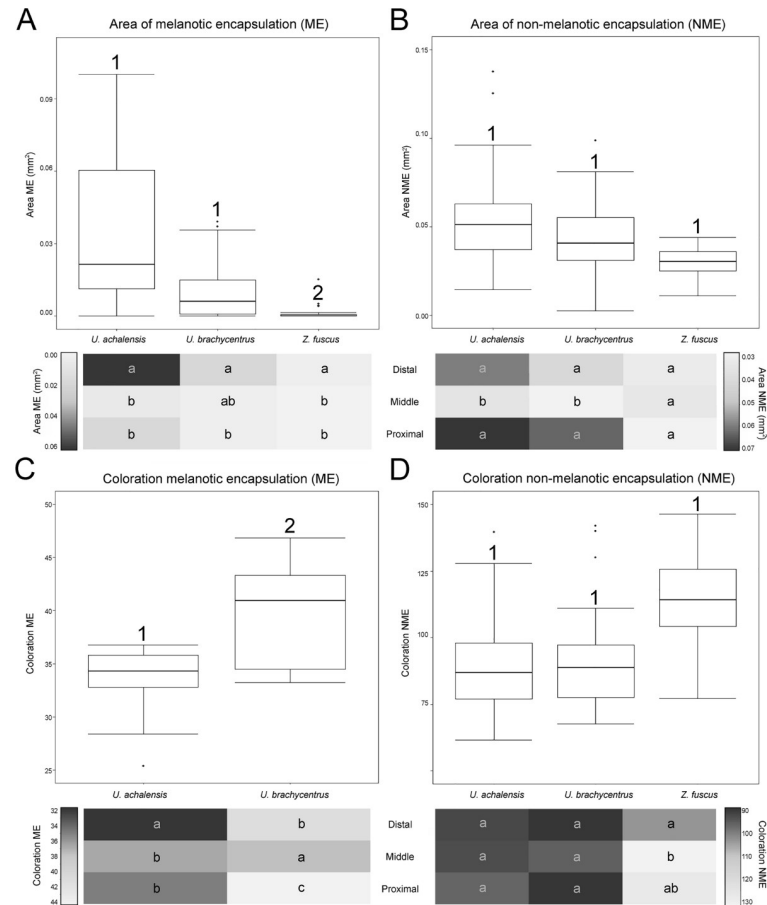 A
Area of melanotic encapsulation (ME)
1
0.09
0.06
0.03
0.00
Area ME (mm²)
1
2
U. achalensis U. brachycentrus Z. fuscus
B
Area of non-melanotic encapsulation (NME)
0.15
0.10
0.05
0.00
Area NME (mm²)
1
1
1
U. achalensis U. brachycentrus Z. fuscus
0.00
0.02
0.04
0.06
Area ME (mm²)
a a a Distal a a a
b ab b Middle b b a
b b b Proximal a a a
0.03
0.04
0.05
0.06
0.07
Area NME (mm²)
C
Coloration melanotic encapsulation (ME)
50
45
40
35
30
25
Coloration ME
1
2
U. achalensis U. brachycentrus
D
Coloration non-melanotic encapsulation (NME)
150
125
100
75
Coloration NME
1
1
1
U. achalensis U. brachycentrus Z. fuscus
32
34
36
38
40
42
44
Coloration ME
a b Distal a a a
b a Middle a a b
b c Proximal a a ab
90
100
110
120
130
Coloration NME